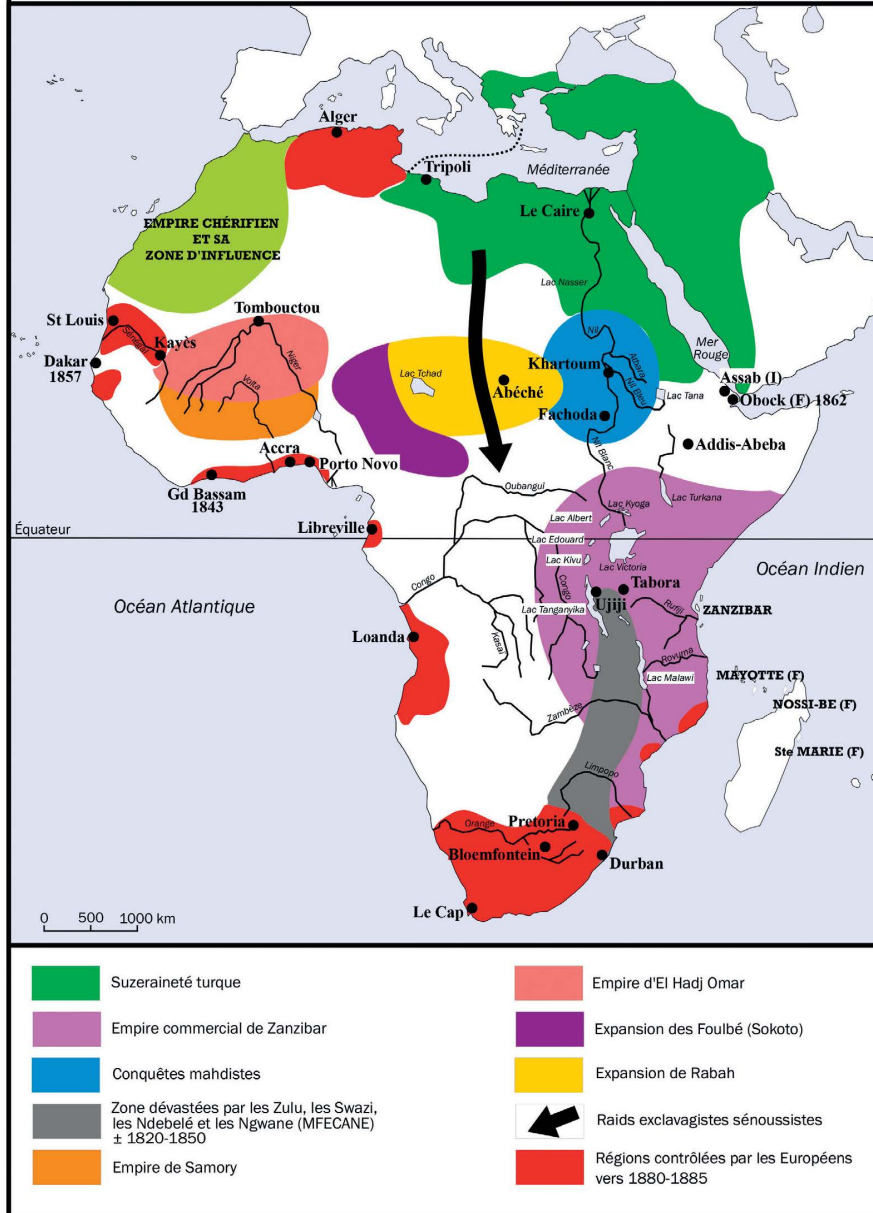 Alger
Tripoli
Méditerranée
Le Caire
EMPIRE CHÉRIFIEN
ET SA
ZONE D'INFLUENCE
Lac Nasser
St Louis
Sénégal
Kayès
Tombouctou
Niger
Volta
Dakar
1857
Lac Tchad
Abéché
Nil
Khartoum
Atbara
Nil Bleu
Fachoda
Nil Blanc
Mer
Rouge
Assab (I)
Obock (F) 1862
Lac Tana
Addis-Abeba
Accra
Porto Novo
Gd Bassam
1843
Oubangui
Lac Turkana
Lac Kyoga
Lac Albert
Équateur
Libreville
Lac Edouard
Lac Kivu
Lac Victoria
Océan Indien
Océan Atlantique
Congo
Congo
Tabora
Ujiji
Lac Tanganyika
Rufiji
ZANZIBAR
Loanda
Kasaï
Rovuma
Lac Malawi
MAYOTTE (F)
NOSSI-BE (F)
Zambèze
Ste MARIE (F)
Limpopo
Orange
Pretoria
Bloemfontein
Durban
Le Cap
0 500 1000 km
Suzeraineté turque
Empire commercial de Zanzibar
Conquêtes mahdistes
Zone dévastées par les Zulu, les Swazi,
les Ndebelé et les Ngwane (MFECANE)
± 1820-1850
Empire de Samory
Empire d'El Hadj Omar
Expansion des Foulbé (Sokoto)
Expansion de Rabah
Raids exclavagistes sénoussistes
Régions contrôlées par les Européens
vers 1880-1885